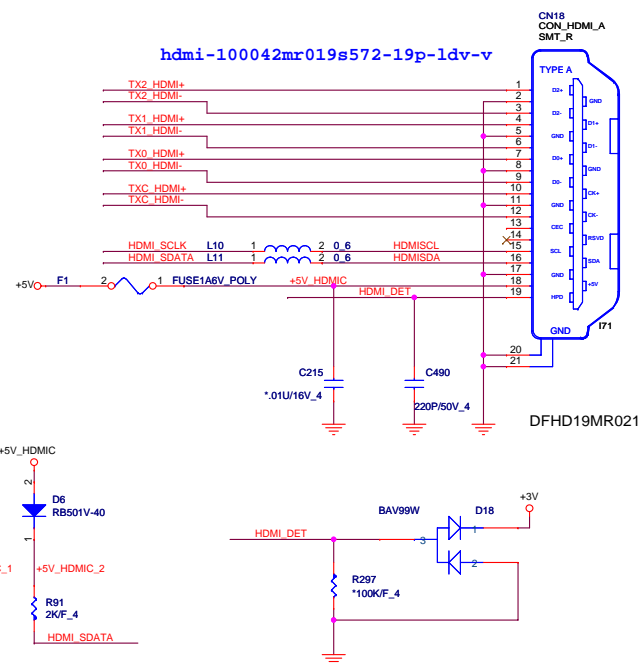 CN18
CON_HDMI_A
SMT_R
hdmi-100042mr019s572-19p-ldv-v
TYPE A
TX2_HDMI+ 1 D2+
TX2_HDMI- 2 GND
3 D2-
TX1_HDMI+ 4 D1+
TX1_HDMI- 5 GND
6 D1-
TX0_HDMI+ 7 D0+
TX0_HDMI- 8 GND
9 D0-
TXC_HDMI+ 10 CK+
TXC_HDMI- 11 GND
12 CK-
13 CEC
14 RSVD
HDMI_SCLK L10 1 2 0_6 HDMISCL 15 SCL
HDMI_SDATA L11 1 2 0_6 HDMISDA 16 SDA
17 GND
+5V F1 2 1 FUSE1A6V_POLY +5V_HDMIC 18 +5V
HDMI_DET 19 HPD
GND I71
20
21
C215
*.01U/16V_4
C490
220P/50V_4
DFHD19MR021
+5V_HDMIC
2
D6
RB501V-40
1
C_1 +5V_HDMIC_2
R91
2K/F_4
HDMI_SDATA
+3V
BAV99W D18
HDMI_DET 3 1
2
R297
*100K/F_4